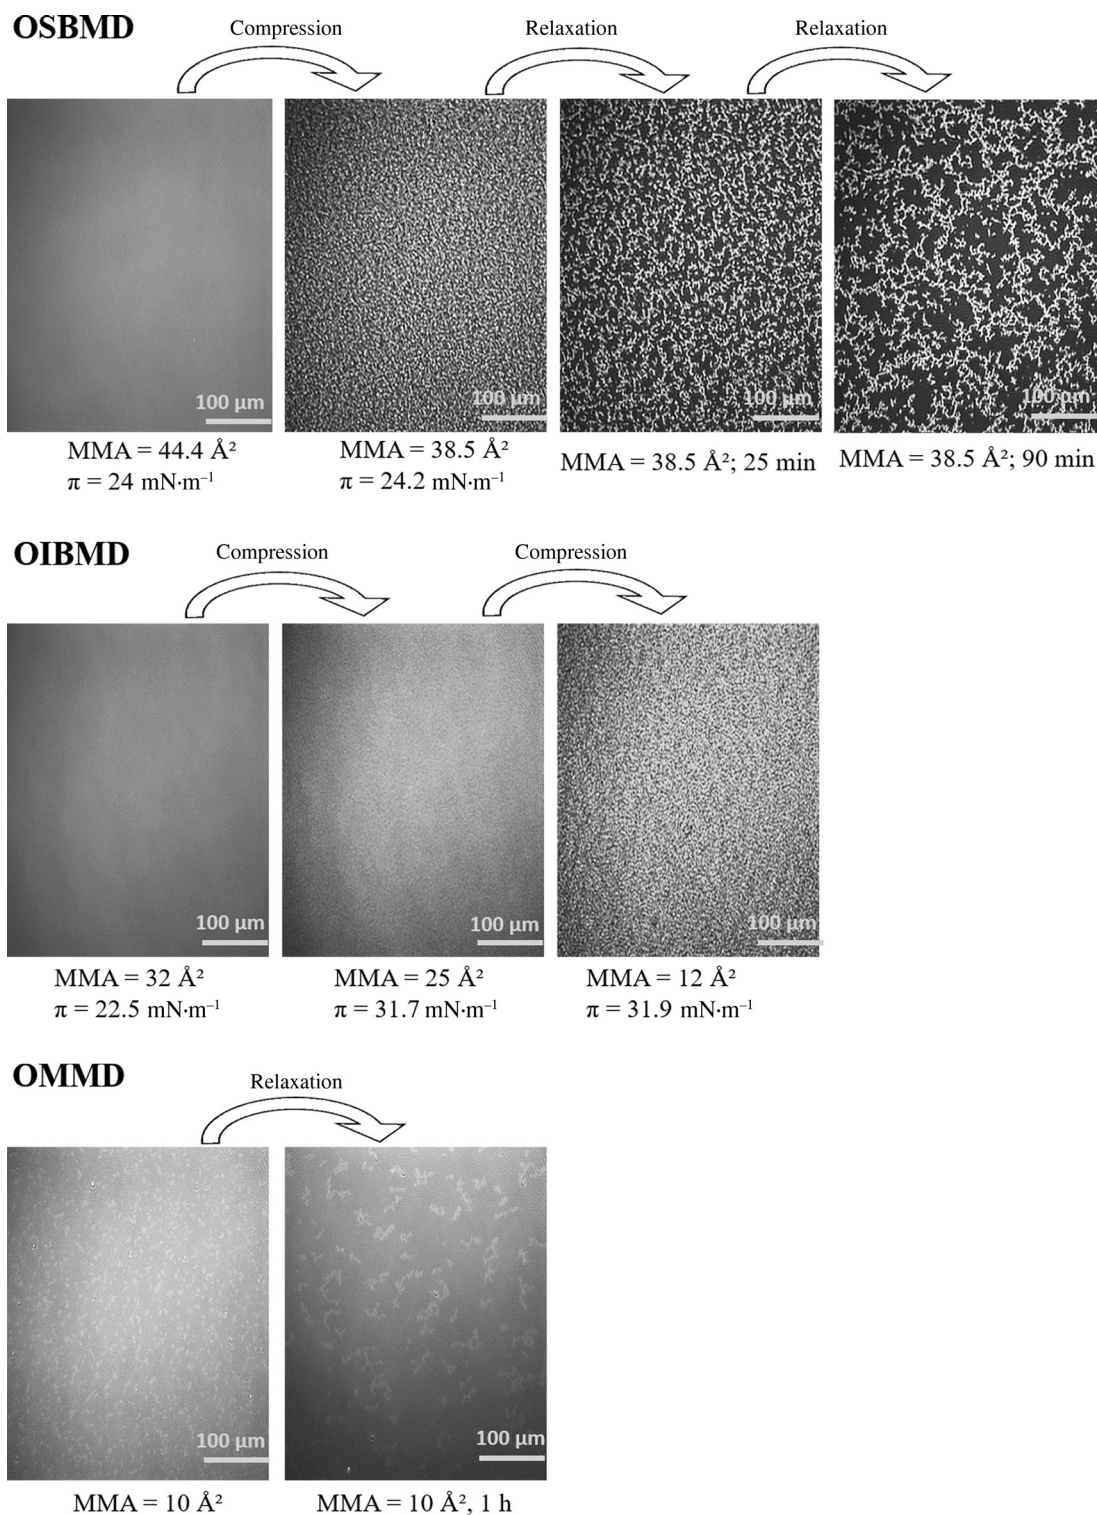 OSBMD
Compression
Relaxation
Relaxation
100 µm
100 µm
100 µm
100 µm
MMA = 44.4 Å²
π = 24 mN·m⁻¹
MMA = 38.5 Å²
π = 24.2 mN·m⁻¹
MMA = 38.5 Å²; 25 min
MMA = 38.5 Å²; 90 min
OIBMD
Compression
Compression
100 µm
100 µm
100 µm
MMA = 32 Å²
π = 22.5 mN·m⁻¹
MMA = 25 Å²
π = 31.7 mN·m⁻¹
MMA = 12 Å²
π = 31.9 mN·m⁻¹
OMMD
Relaxation
100 µm
100 µm
MMA = 10 Å²
MMA = 10 Å², 1 h